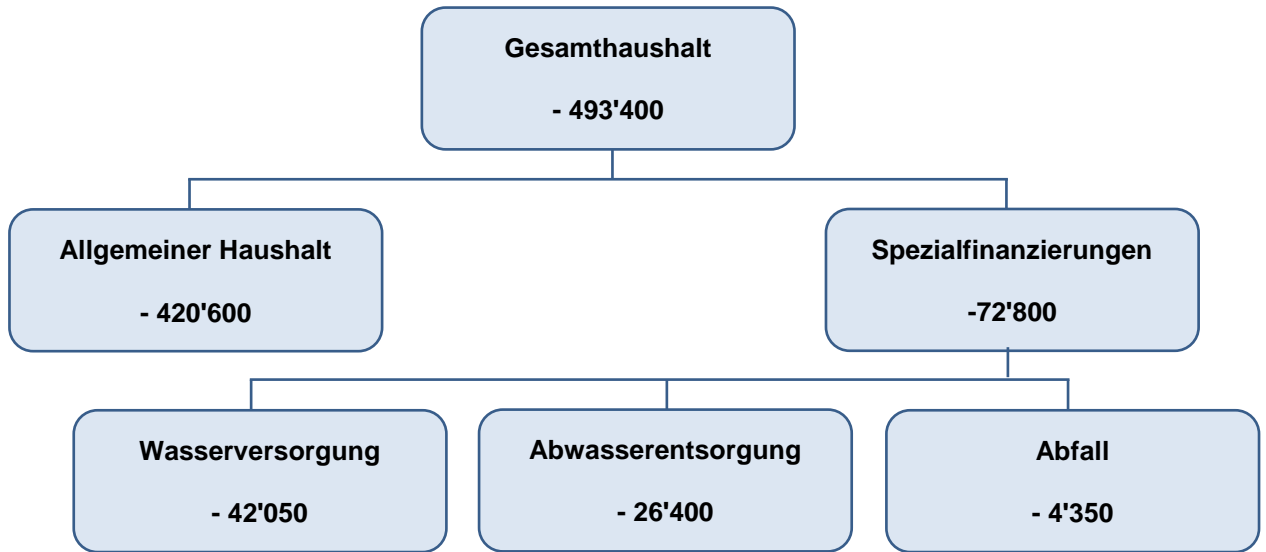 Gesamthaushalt
- 493'400
Allgemeiner Haushalt
- 420'600
Spezialfinanzierungen
-72'800
Wasserversorgung
- 42'050
Abwasserentsorgung
- 26'400
Abfall
- 4'350